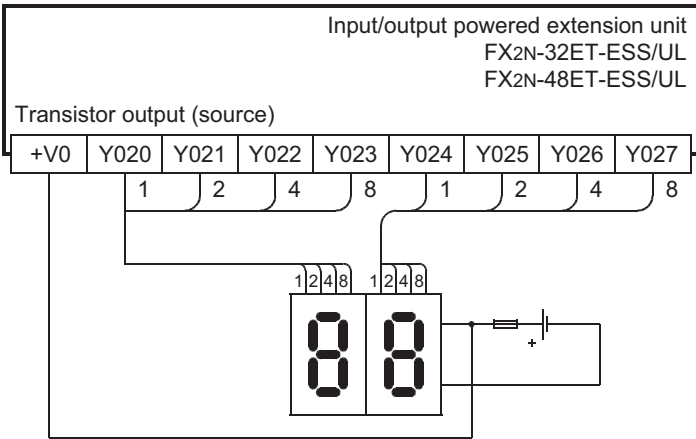 Input/output powered extension unit
FX2N-32ET-ESS/UL
FX2N-48ET-ESS/UL
Transistor output (source)
+V0 Y020 Y021 Y022 Y023 Y024 Y025 Y026 Y027
1 2 4 8 1 2 4 8
1 2 4 8 1 2 4 8
+